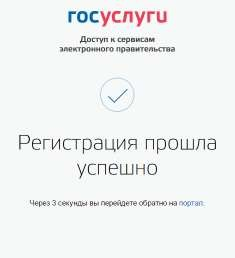 госуслуги
Доступ к сервисам
электронного правительства
Регистрация прошла
успешно
Через 3 секунды вы перейдете обратно на портал.